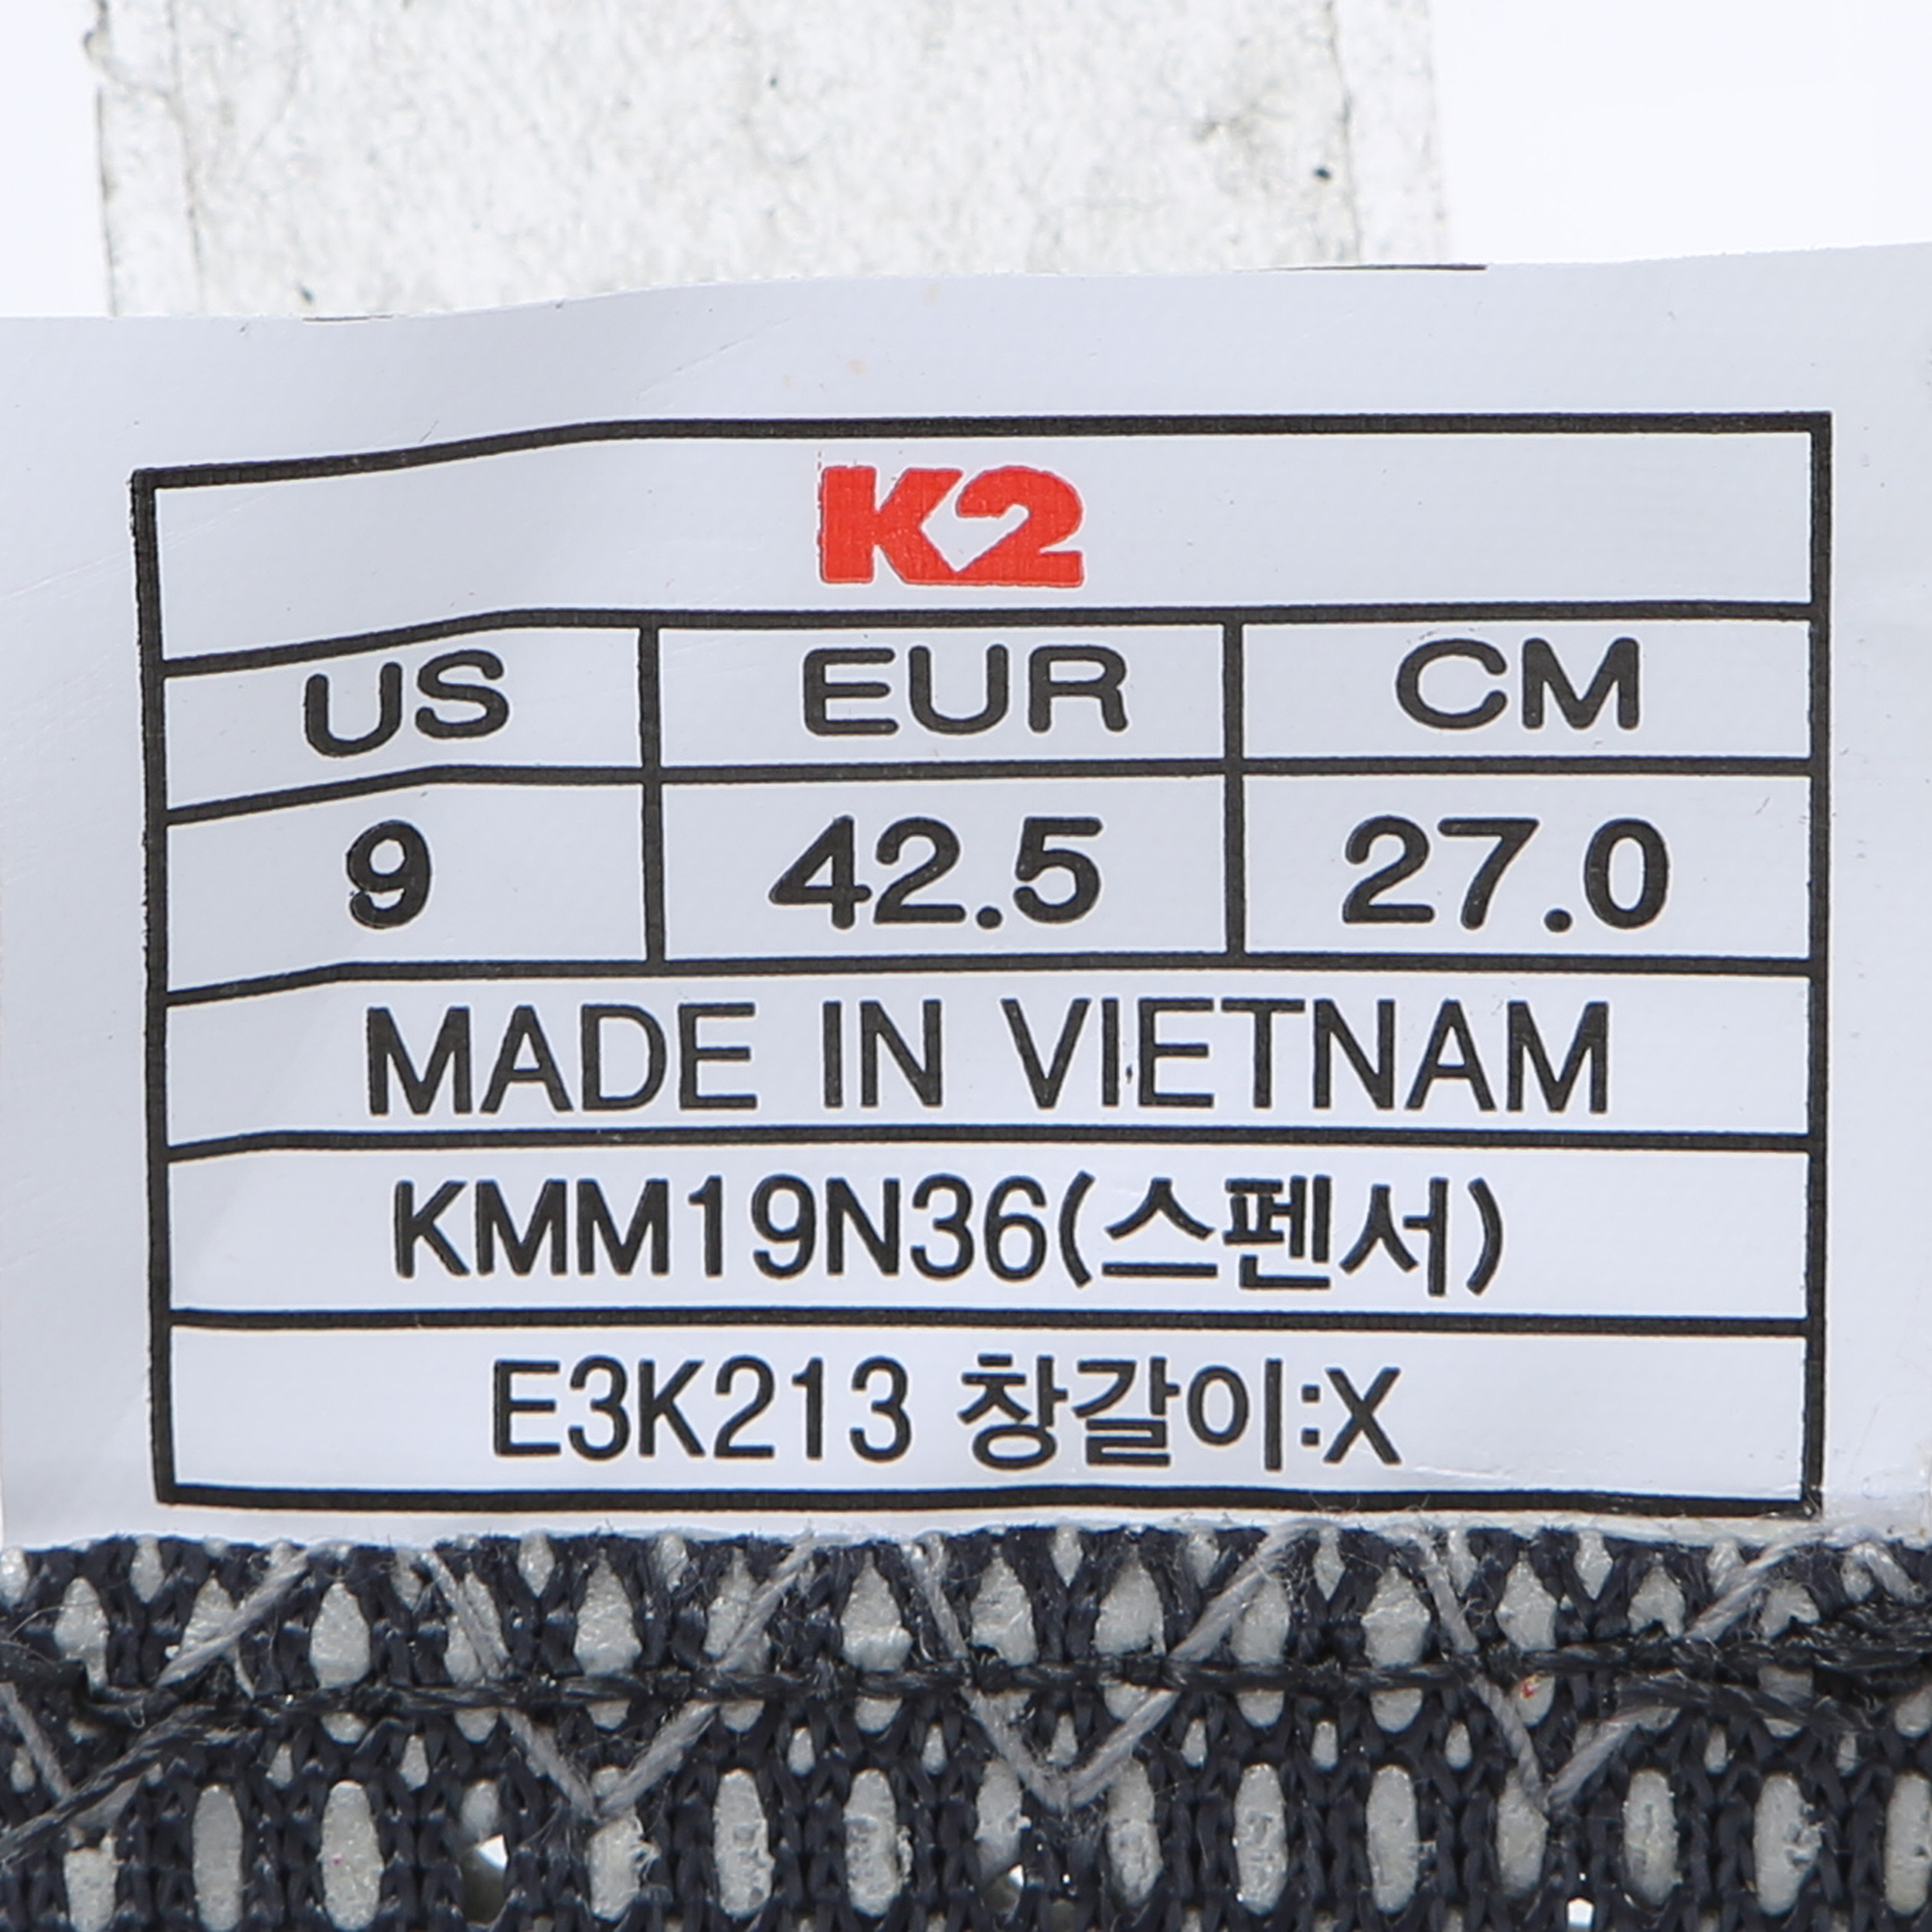 K2
US EUR CM
9 42.5 27.0
MADE IN VIETNAM
KMM19N36(스펜서)
E3K213 창갈이:X